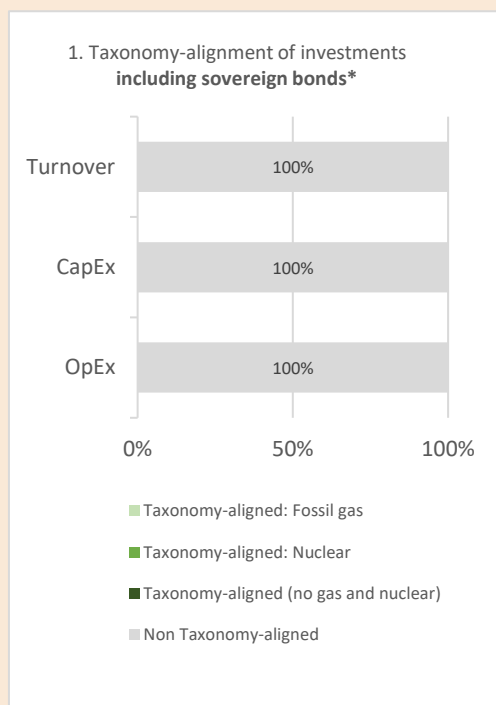 1. Taxonomy-alignment of investments
including sovereign bonds*
Turnover
100%
CapEx
100%
OpEx
100%
0%
50%
100%
Taxonomy-aligned: Fossil gas
Taxonomy-aligned: Nuclear
Taxonomy-aligned (no gas and nuclear)
Non Taxonomy-aligned